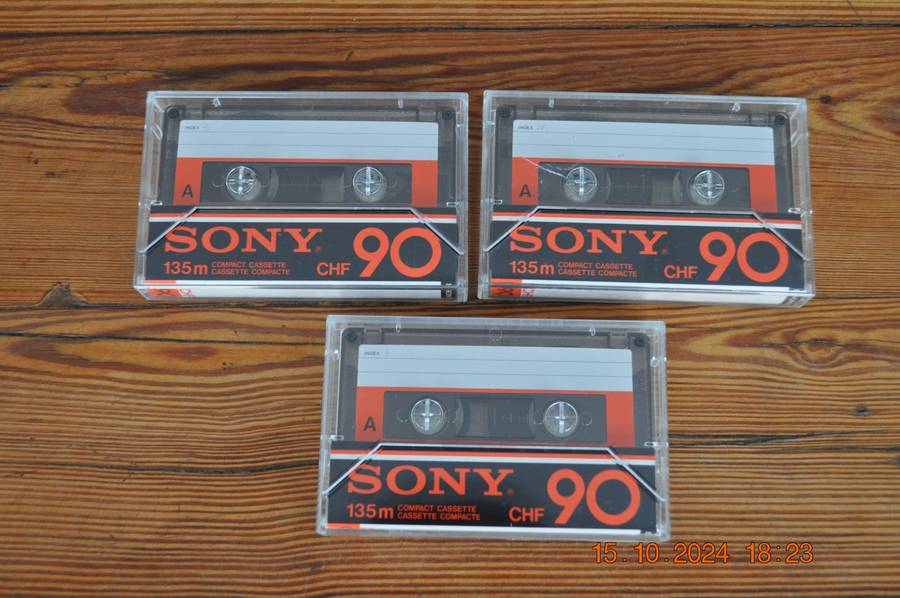 INDEX
A
SONY®
135m COMPACT CASSETTE
CASSETTE COMPACTE
CHF 90
INDEX
A
SONY®
135m COMPACT CASSETTE
CASSETTE COMPACTE
CHF 90
INDEX
A
SONY®
135m COMPACT CASSETTE
CASSETTE COMPACTE
CHF 90
15.10.2024 18:23